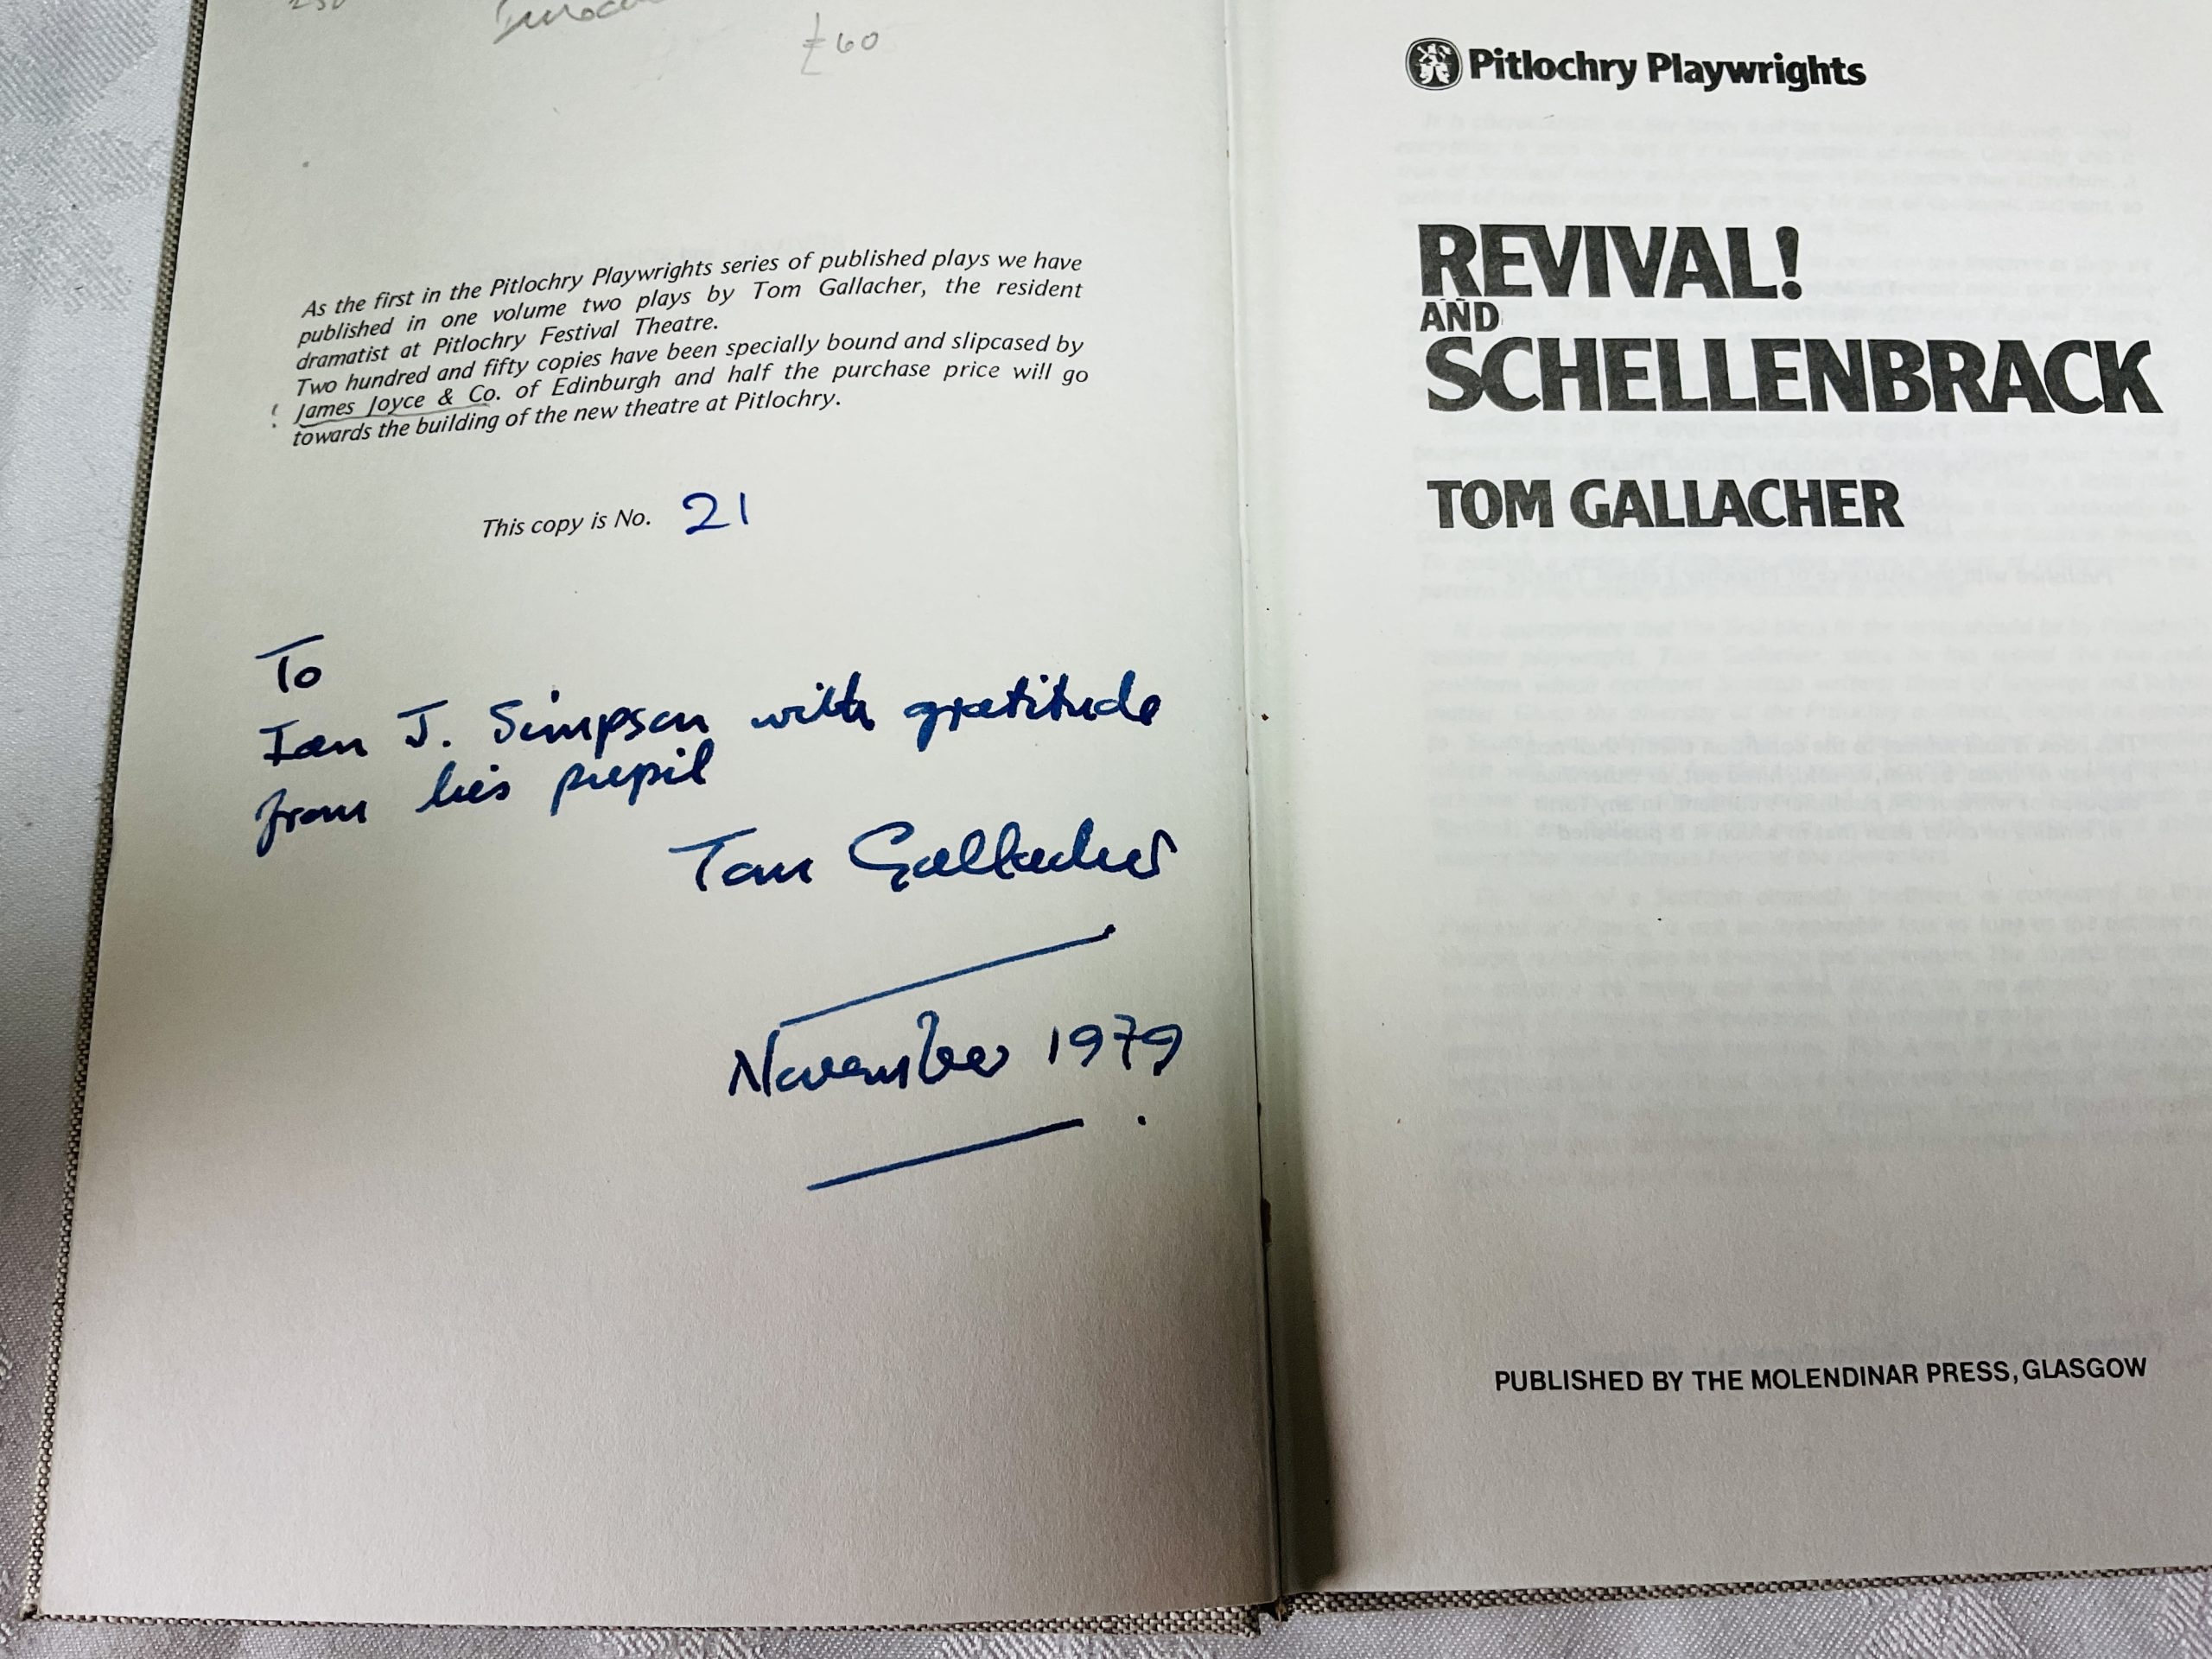 £60
As the first in the Pitlochry Playwrights series of published plays we have
published in one volume two plays by Tom Gallacher, the resident
dramatist at Pitlochry Festival Theatre.
Two hundred and fifty copies have been specially bound and slipcased by
James Joyce & Co. of Edinburgh and half the purchase price will go
towards the building of the new theatre at Pitlochry.
This copy is No. 21
To
Ian J. Simpson with gratitude
from his pupil
Tom Gallacher
November 1979
Pitlochry Playwrights
REVIVAL!
AND
SCHELLENBRACK
TOM GALLACHER
PUBLISHED BY THE MOLENDINAR PRESS, GLASGOW